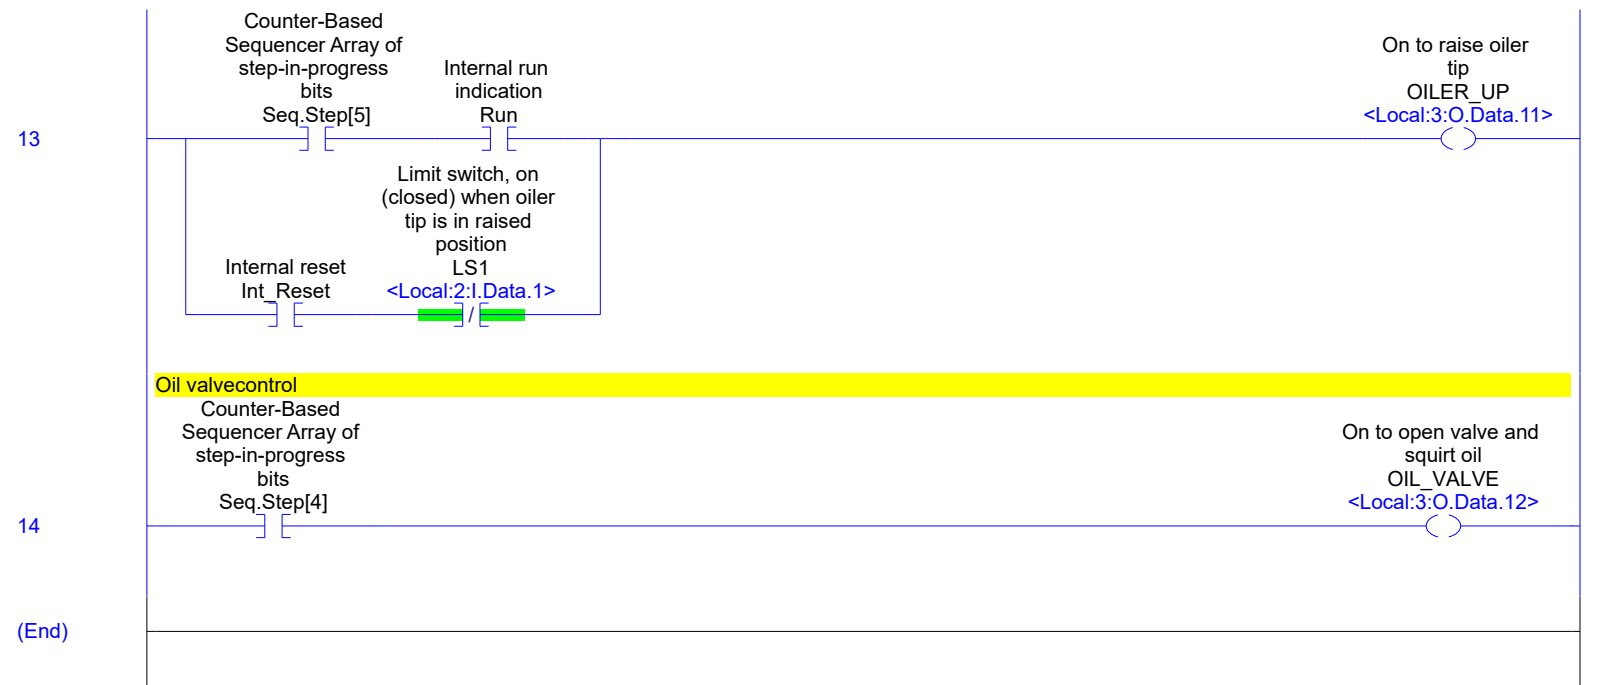 Counter-Based
Sequencer Array of
step-in-progress
bits
Seq.Step[5]
Internal run
indication
Run
On to raise oiler
tip
OILER_UP
<Local:3:O.Data.11>
13
Limit switch, on
(closed) when oiler
tip is in raised
position
LS1
<Local:2:I.Data.1>
Internal reset
Int_Reset
/
Oil valvecontrol
Counter-Based
Sequencer Array of
step-in-progress
bits
Seq.Step[4]
On to open valve and
squirt oil
OIL_VALVE
<Local:3:O.Data.12>
14
(End)